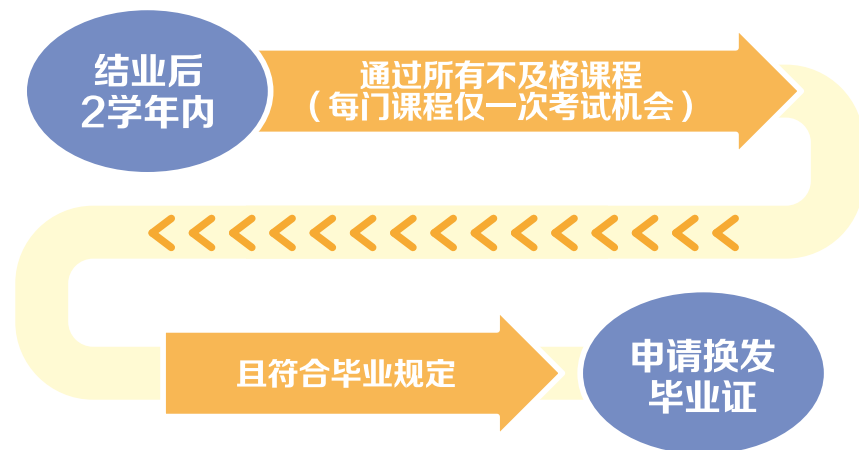 结业后
2学年内
通过所有不及格课程
（每门课程仅一次考试机会）
且符合毕业规定
申请换发
毕业证